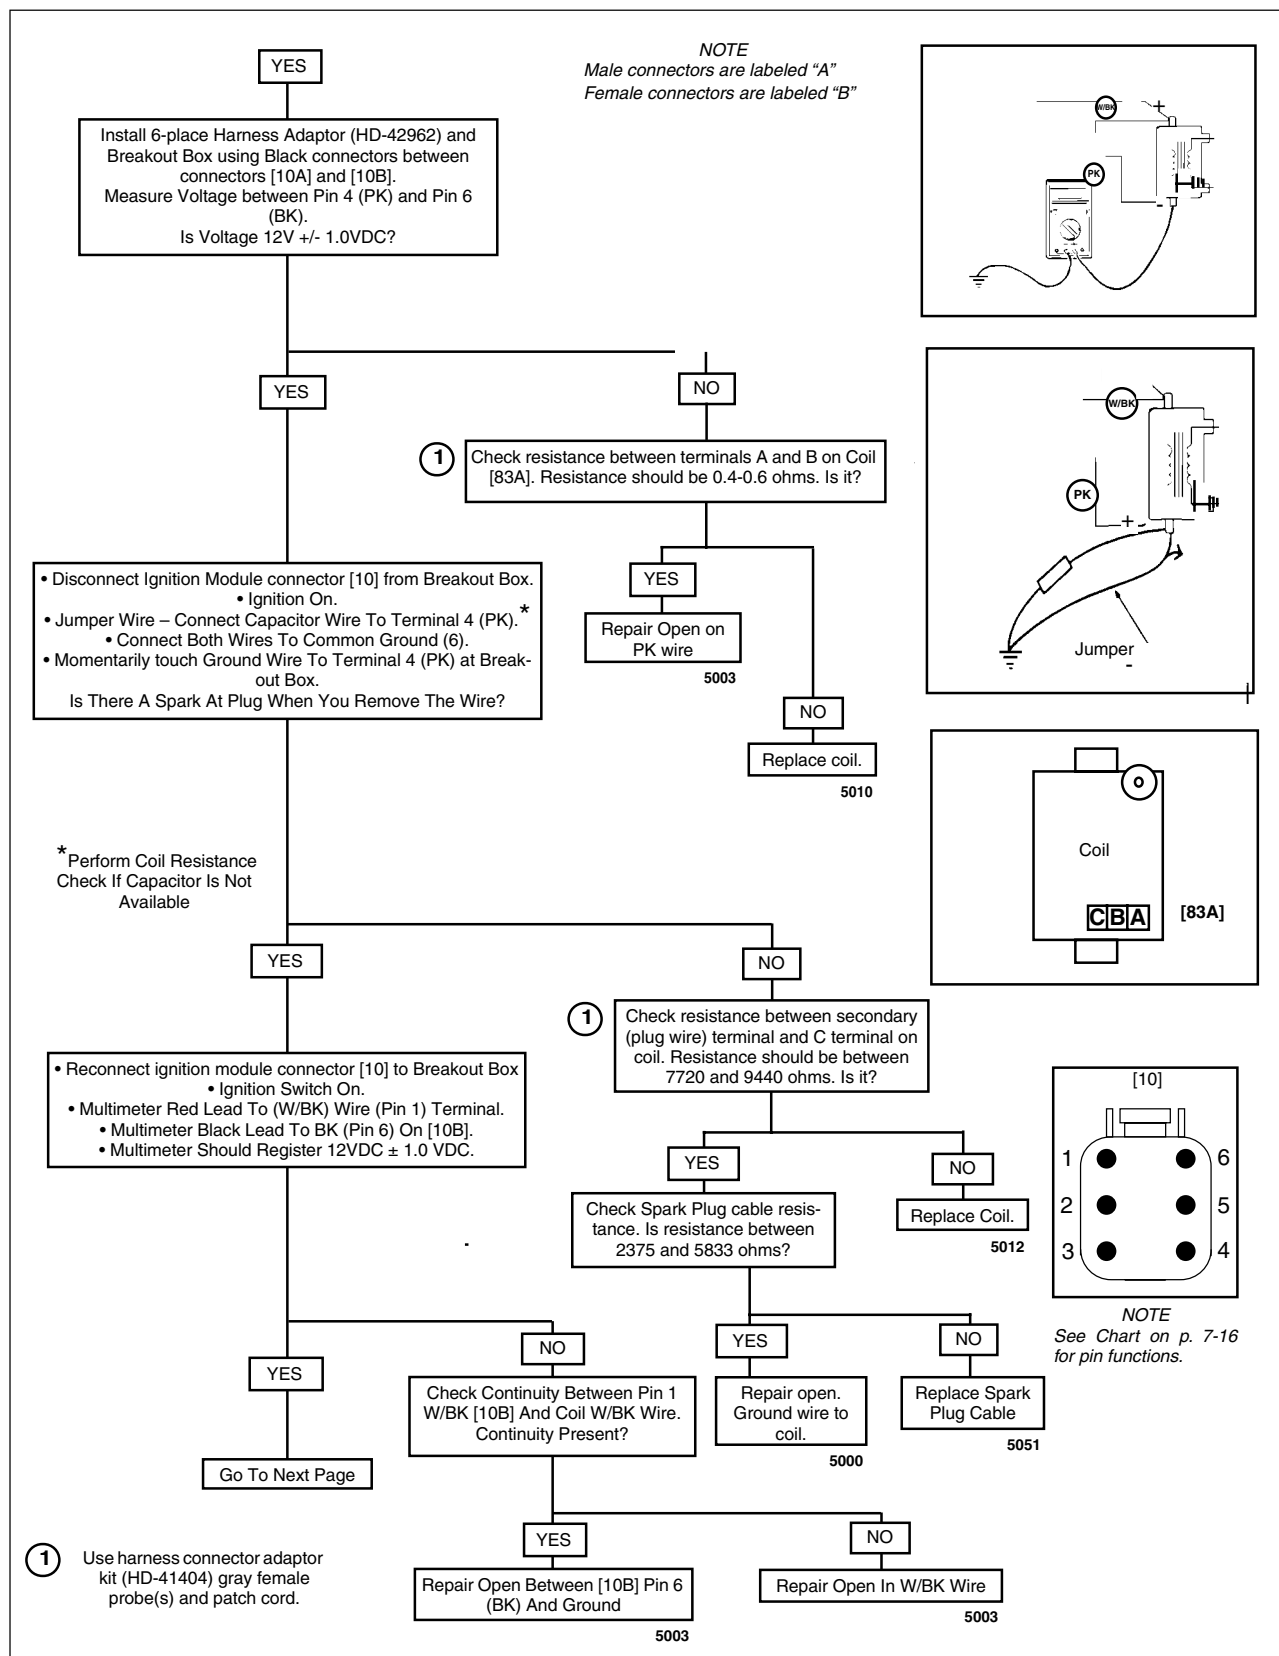 YES
NOTE
Male connectors are labeled “A”
Female connectors are labeled “B”
Install 6-place Harness Adaptor (HD-42962) and
Breakout Box using Black connectors between
connectors [10A] and [10B].
Measure Voltage between Pin 4 (PK) and Pin 6
(BK).
Is Voltage 12V +/- 1.0VDC?
W/BK
+
PK
-
YES
NO
1
Check resistance between terminals A and B on Coil
[83A]. Resistance should be 0.4-0.6 ohms. Is it?
W/BK
PK
+ -
Jumper
-
YES
Repair Open on
PK wire
5003
NO
Replace coil.
5010
• Disconnect Ignition Module connector [10] from Breakout Box.
• Ignition On.
• Jumper Wire – Connect Capacitor Wire To Terminal 4 (PK).*
• Connect Both Wires To Common Ground (6).
• Momentarily touch Ground Wire To Terminal 4 (PK) at Break-
out Box.
Is There A Spark At Plug When You Remove The Wire?
Coil
CBA
[83A]
*Perform Coil Resistance
Check If Capacitor Is Not
Available
YES
NO
1
Check resistance between secondary
(plug wire) terminal and C terminal on
coil. Resistance should be between
7720 and 9440 ohms. Is it?
• Reconnect ignition module connector [10] to Breakout Box
• Ignition Switch On.
• Multimeter Red Lead To (W/BK) Wire (Pin 1) Terminal.
• Multimeter Black Lead To BK (Pin 6) On [10B].
• Multimeter Should Register 12VDC ± 1.0 VDC.
YES
NO
Check Spark Plug cable resis-
tance. Is resistance between
2375 and 5833 ohms?
Replace Coil.
5012
[10]
1 6
2 5
3 4
NOTE
See Chart on p. 7-16
for pin functions.
YES
NO
Repair open.
Ground wire to
coil.
5000
Replace Spark
Plug Cable
5051
YES
NO
Go To Next Page
Check Continuity Between Pin 1
W/BK [10B] And Coil W/BK Wire.
Continuity Present?
YES
NO
Repair Open Between [10B] Pin 6
(BK) And Ground
5003
Repair Open In W/BK Wire
5003
1
Use harness connector adaptor
kit (HD-41404) gray female
probe(s) and patch cord.